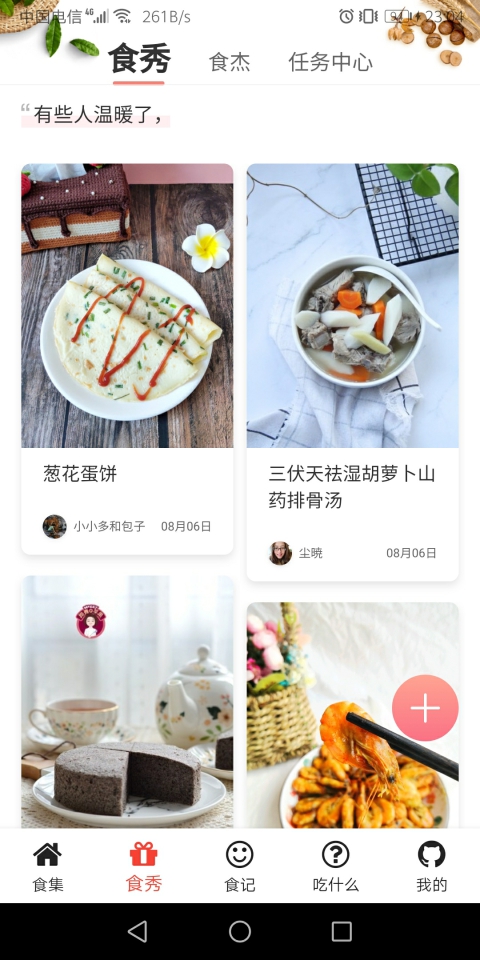 中国电信 4G 261B/s 23:04
食秀 食杰 任务中心
“有些人温暖了，
葱花蛋饼
小小多和包子 08月06日
三伏天祛湿胡萝卜山
药排骨汤
尘晓 08月06日
食集 食秀 食记 吃什么 我的